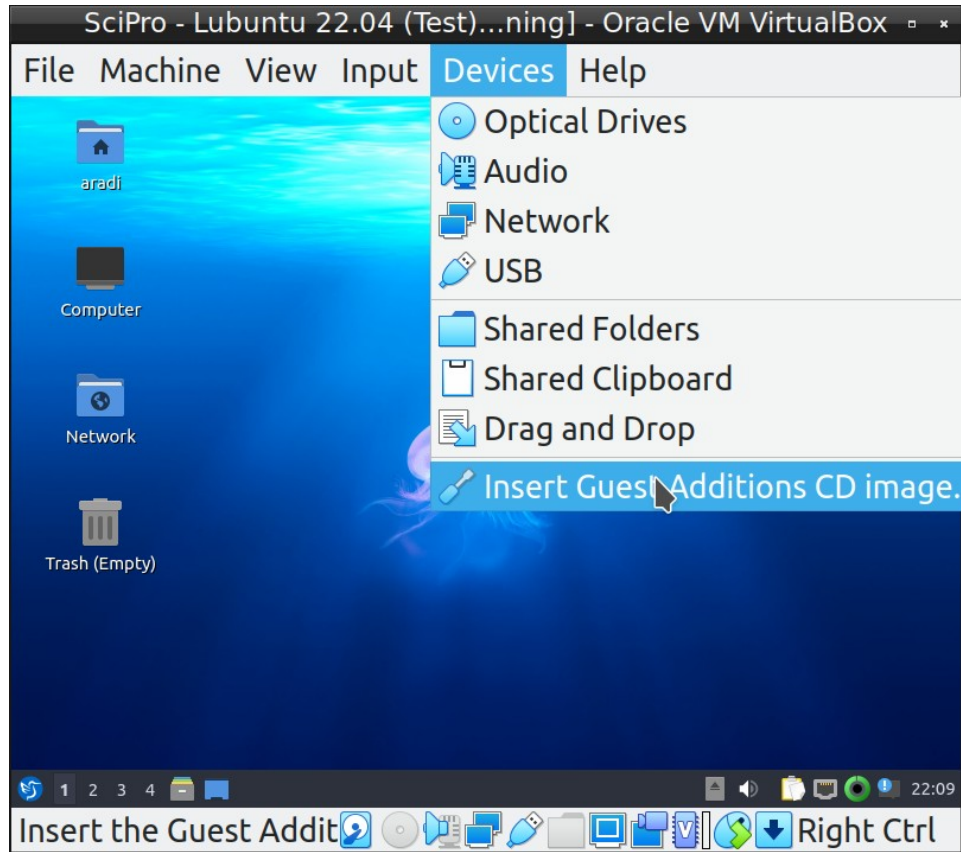 SciPro - Lubuntu 22.04 (Test)...ning] - Oracle VM VirtualBox
File Machine View Input Devices Help
Optical Drives
Audio
Network
USB
Shared Folders
Shared Clipboard
Drag and Drop
Insert Guest Additions CD image.
aradi
Computer
Network
Trash (Empty)
1 2 3 4 22:09
Insert the Guest Addit Right Ctrl